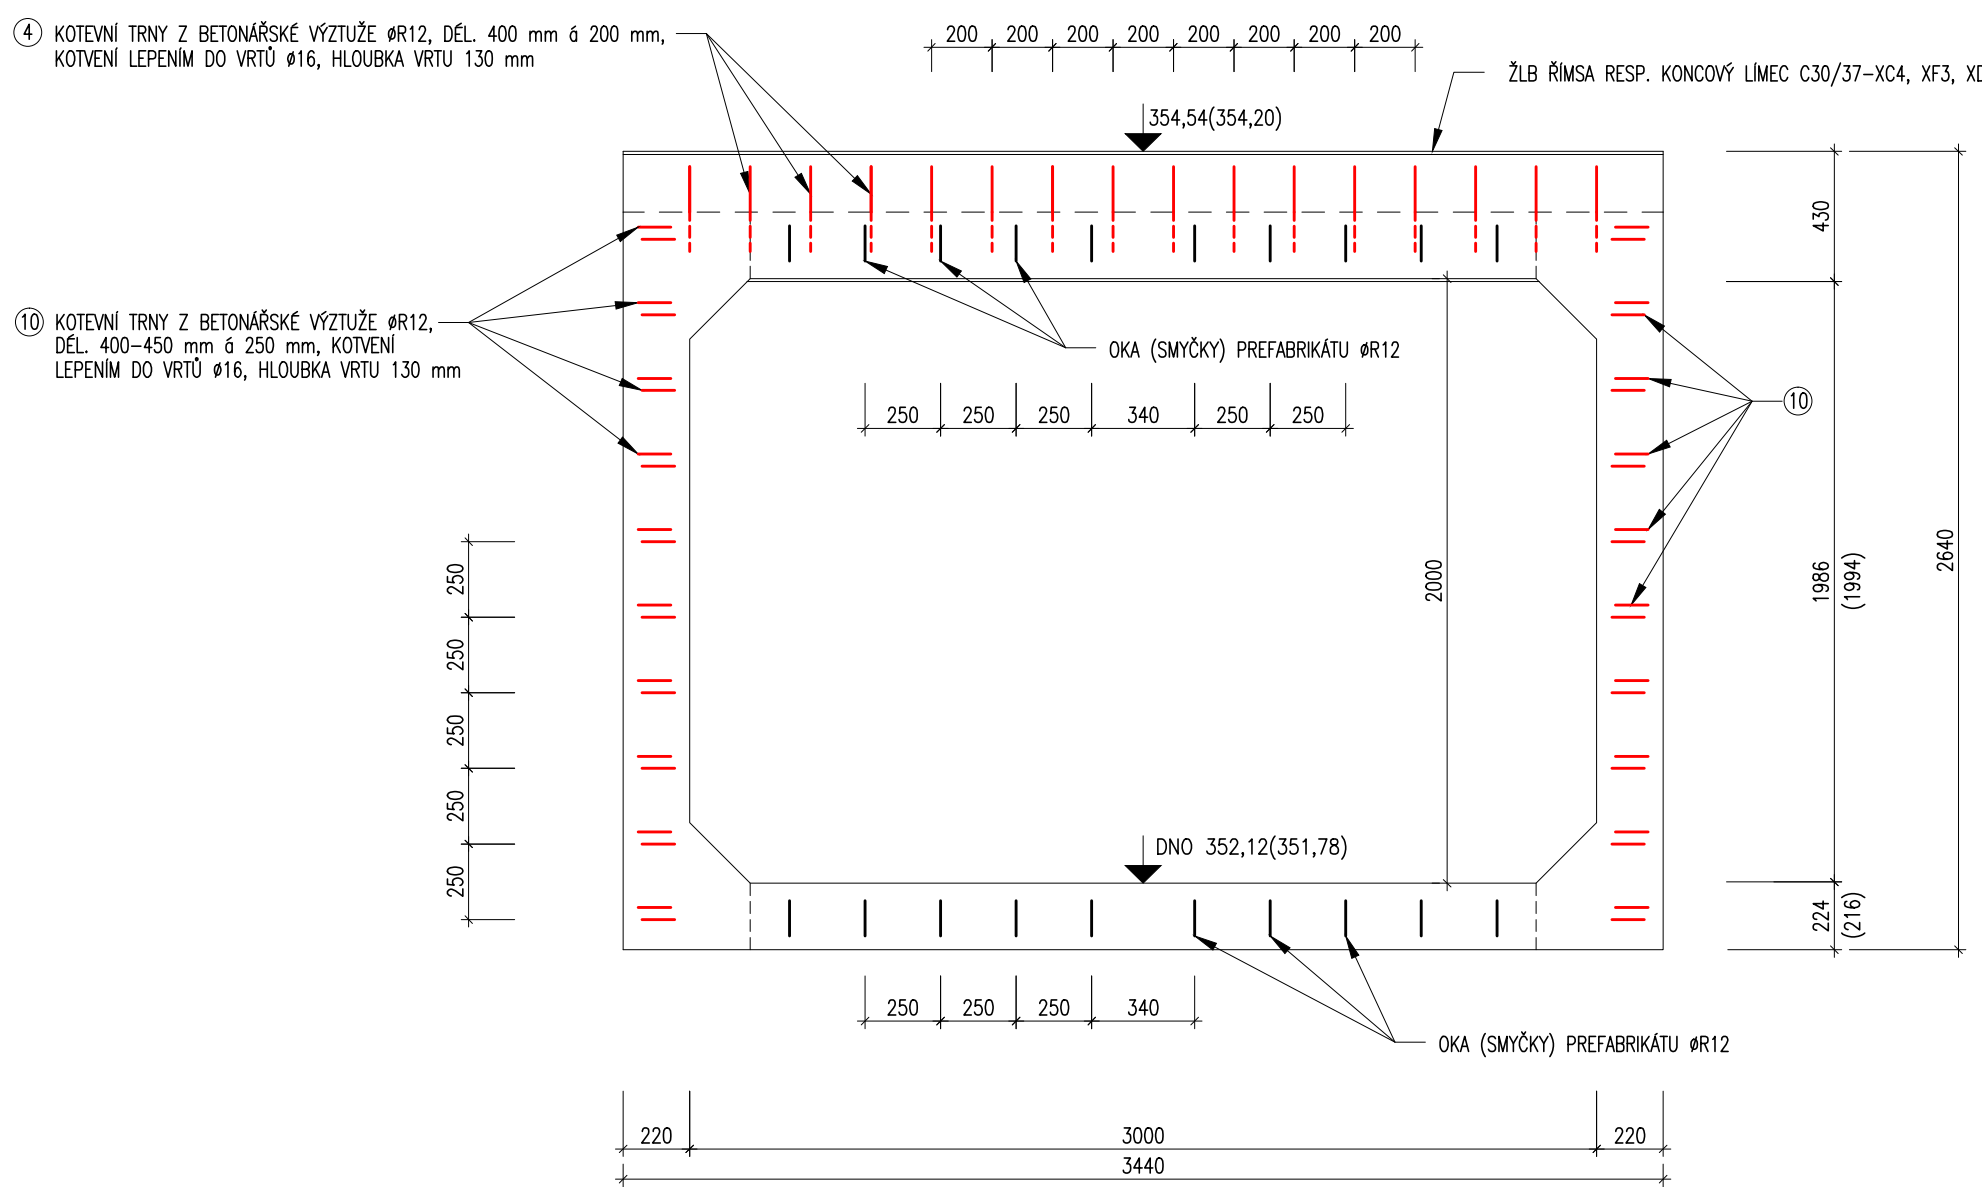 4 KOTEVNÍ TRNY Z BETONÁŘSKÉ VÝZTUŽE øR12, DÉL. 400 mm á 200 mm,
KOTVENÍ LEPENÍM DO VRTŮ ø16, HLOUBKA VRTU 130 mm
200 200 200 200 200 200 200 200
ŽLB ŘÍMSA RESP. KONCOVÝ LÍMEC C30/37-XC4, XF3,
354,54(354,20)
430
10 KOTEVNÍ TRNY Z BETONÁŘSKÉ VÝZTUŽE øR12,
DÉL. 400-450 mm á 250 mm, KOTVENÍ
LEPENÍM DO VRTŮ ø16, HLOUBKA VRTU 130 mm
OKA (SMYČKY) PREFABRIKÁTU øR12
10
250 250 250 340 250 250
250
250
250
250
250
2000
1986
(1994)
2640
DNO 352,12(351,78)
224
(216)
250 250 250 340
OKA (SMYČKY) PREFABRIKÁTU øR12
220 3000 220
3440